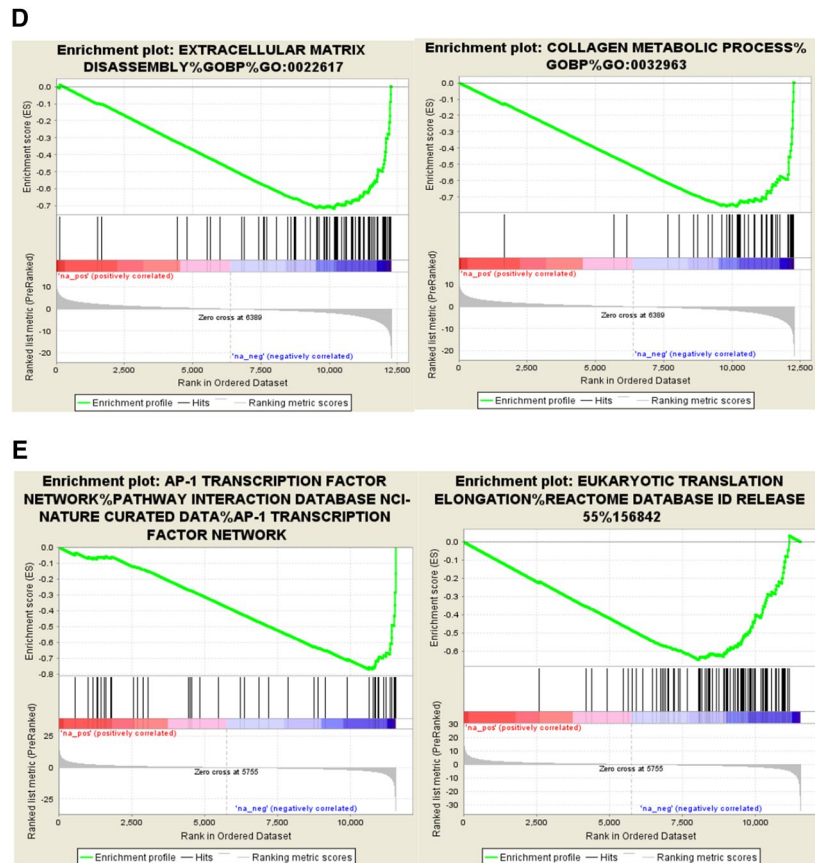 D
Enrichment plot: EXTRACELLULAR MATRIX
DISASSEMBLY%GOBP%GO:0022617
Enrichment score (ES)
0.0
-0.1
-0.2
-0.3
-0.4
-0.5
-0.6
-0.7
'na_pos' (positively correlated)
Ranked list metric (PreRanked)
10
0
-10
-20
Zero cross at 6389
'na_neg' (negatively correlated)
0 2,500 5,000 7,500 10,000 12,500
Rank in Ordered Dataset
Enrichment profile Hits Ranking metric scores
Enrichment plot: COLLAGEN METABOLIC PROCESS%
GOBP%GO:0032963
Enrichment score (ES)
0.0
-0.1
-0.2
-0.3
-0.4
-0.5
-0.6
-0.7
'na_pos' (positively correlated)
Ranked list metric (PreRanked)
10
0
-10
-20
Zero cross at 6389
'na_neg' (negatively correlated)
0 2,500 5,000 7,500 10,000 12,500
Rank in Ordered Dataset
Enrichment profile Hits Ranking metric scores
E
Enrichment plot: AP-1 TRANSCRIPTION FACTOR
NETWORK%PATHWAY INTERACTION DATABASE NCI-
NATURE CURATED DATA%AP-1 TRANSCRIPTION
FACTOR NETWORK
Enrichment score (ES)
0.0
-0.1
-0.2
-0.3
-0.4
-0.5
-0.6
-0.7
-0.8
'na_pos' (positively correlated)
Ranked list metric (PreRanked)
25
0
-25
Zero cross at 5755
'na_neg' (negatively correlated)
0 2,500 5,000 7,500 10,000
Rank in Ordered Dataset
Enrichment profile Hits Ranking metric scores
Enrichment plot: EUKARYOTIC TRANSLATION
ELONGATION%REACTOME DATABASE ID RELEASE
55%156842
Enrichment score (ES)
0.0
-0.1
-0.2
-0.3
-0.4
-0.5
-0.6
'na_pos' (positively correlated)
Ranked list metric (PreRanked)
30
20
10
0
-10
-20
-30
Zero cross at 5755
'na_neg' (negatively correlated)
0 2,500 5,000 7,500 10,000
Rank in Ordered Dataset
Enrichment profile Hits Ranking metric scores